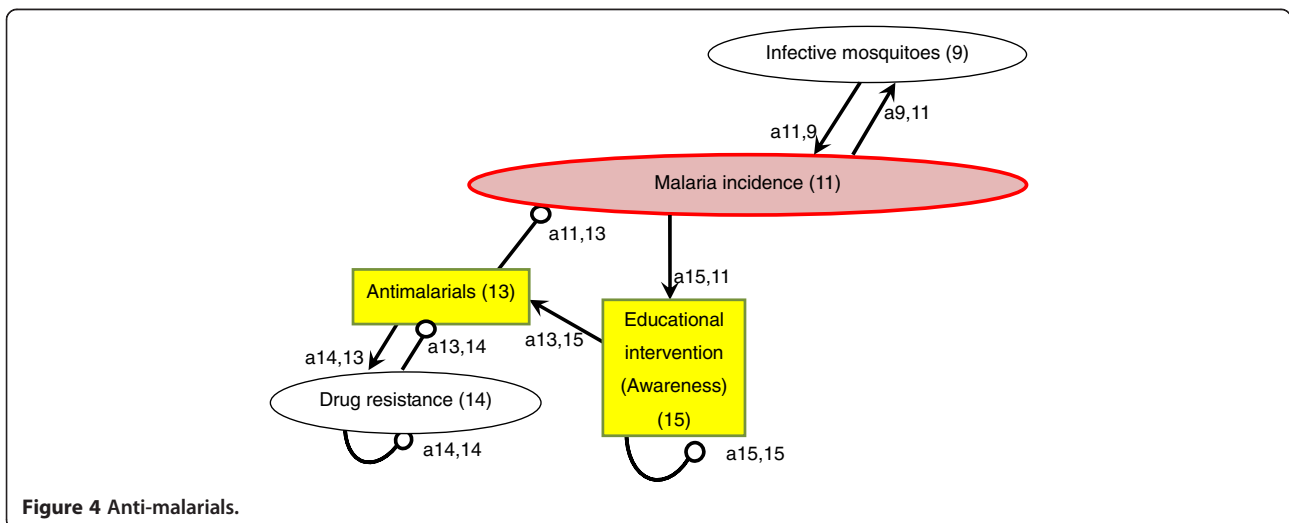 Infective mosquitoes (9)
a11,9
a9,11
Malaria incidence (11)
a11,13
a15,11
Antimalarials (13)
Educational
intervention
(Awareness)
(15)
a13,15
a14,13
a13,14
Drug resistance (14)
a14,14
a15,15
Figure 4 Anti-malarials.